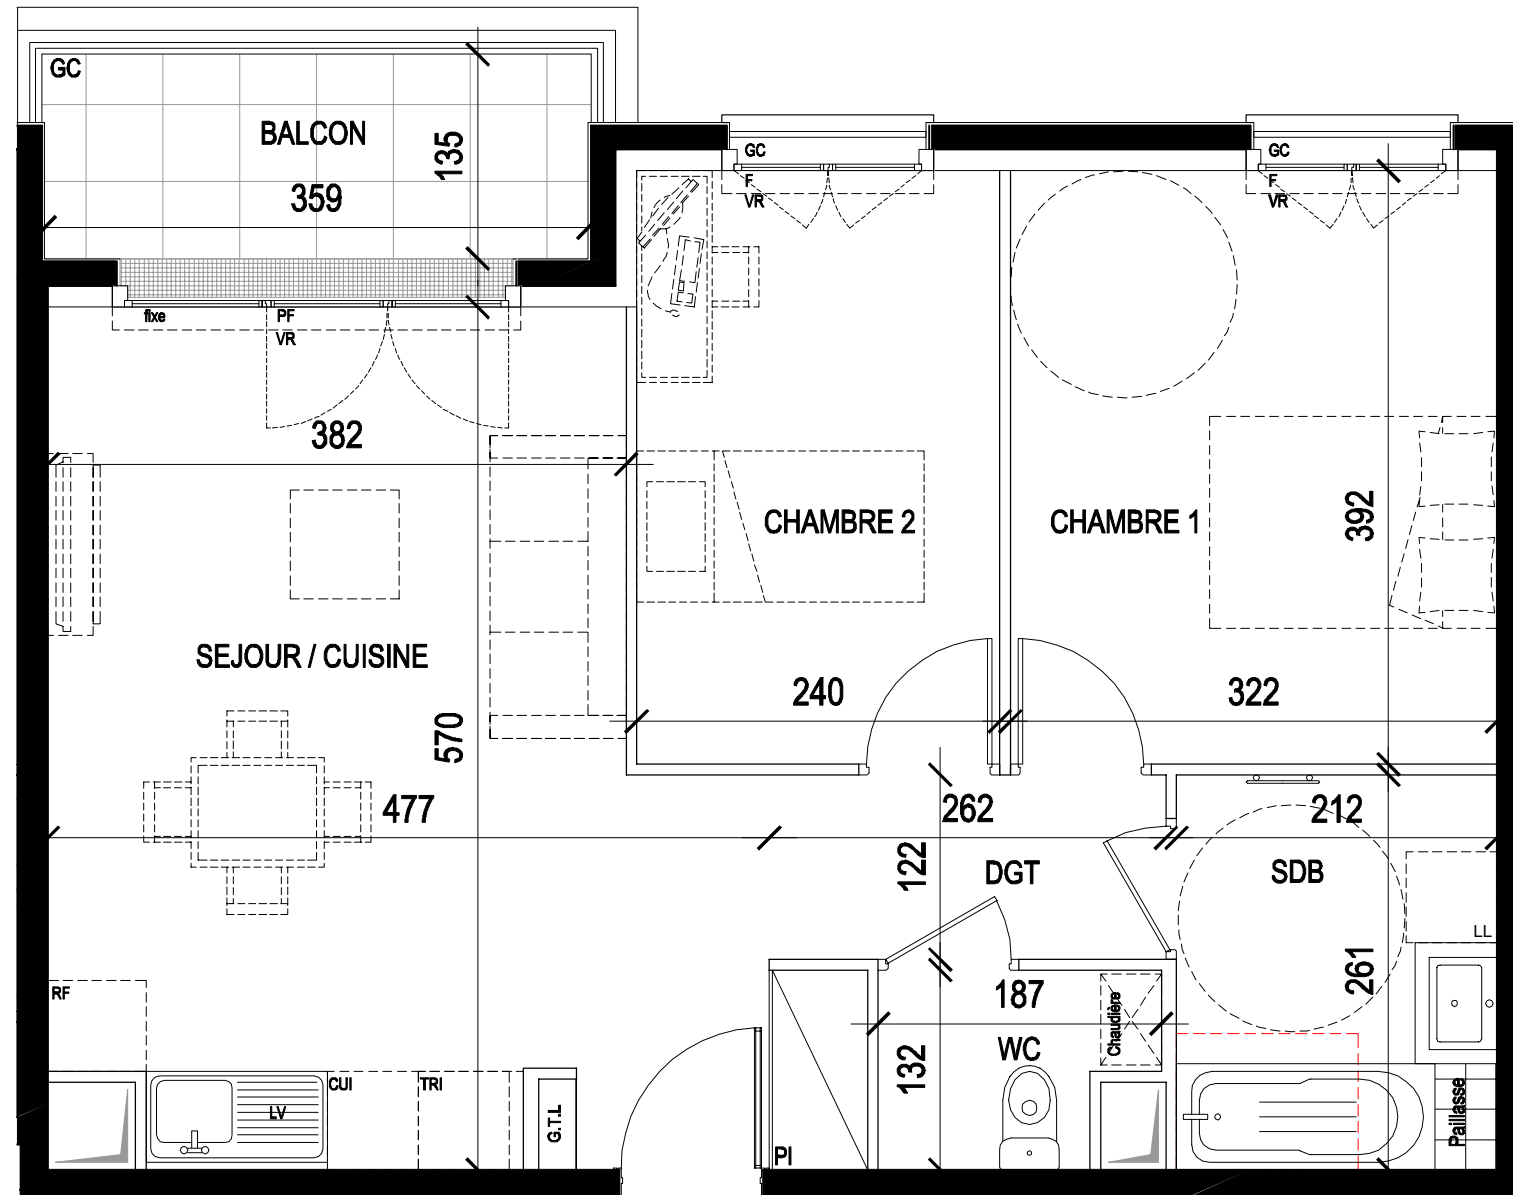 GC
BALCON
135
359
GC
F
VR
GC
F
VR
fixe
PF
VR
382
CHAMBRE 2
CHAMBRE 1
392
SEJOUR / CUISINE
240
322
570
477
262
212
122
DGT
SDB
LL
261
RF
187
Chaudière
WC
132
CUI
TRI
LV
G.T.L
PI
Paillasse